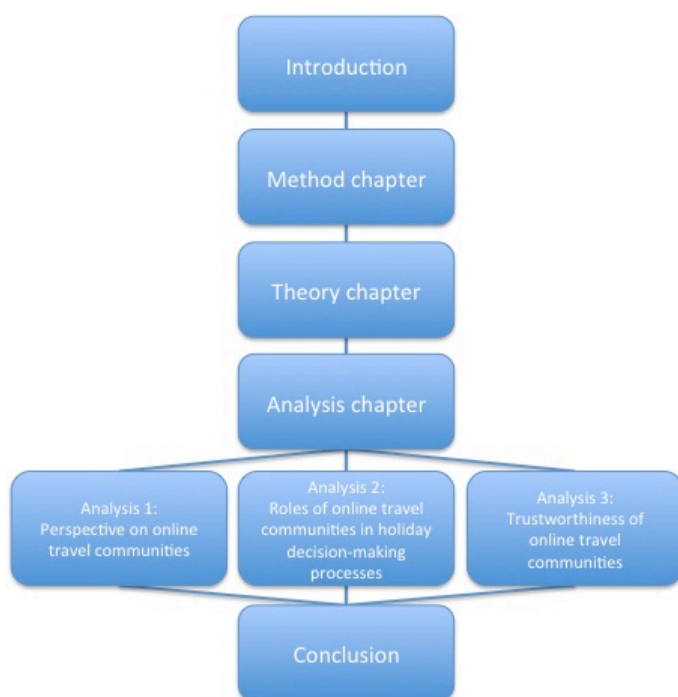 Introduction
Method chapter
Theory chapter
Analysis chapter
Analysis 1:
Perspective on online
travel communities
Analysis 2:
Roles of online travel
communities in holiday
decision-making
processes
Analysis 3:
Trustworthiness of
online travel
communities
Conclusion